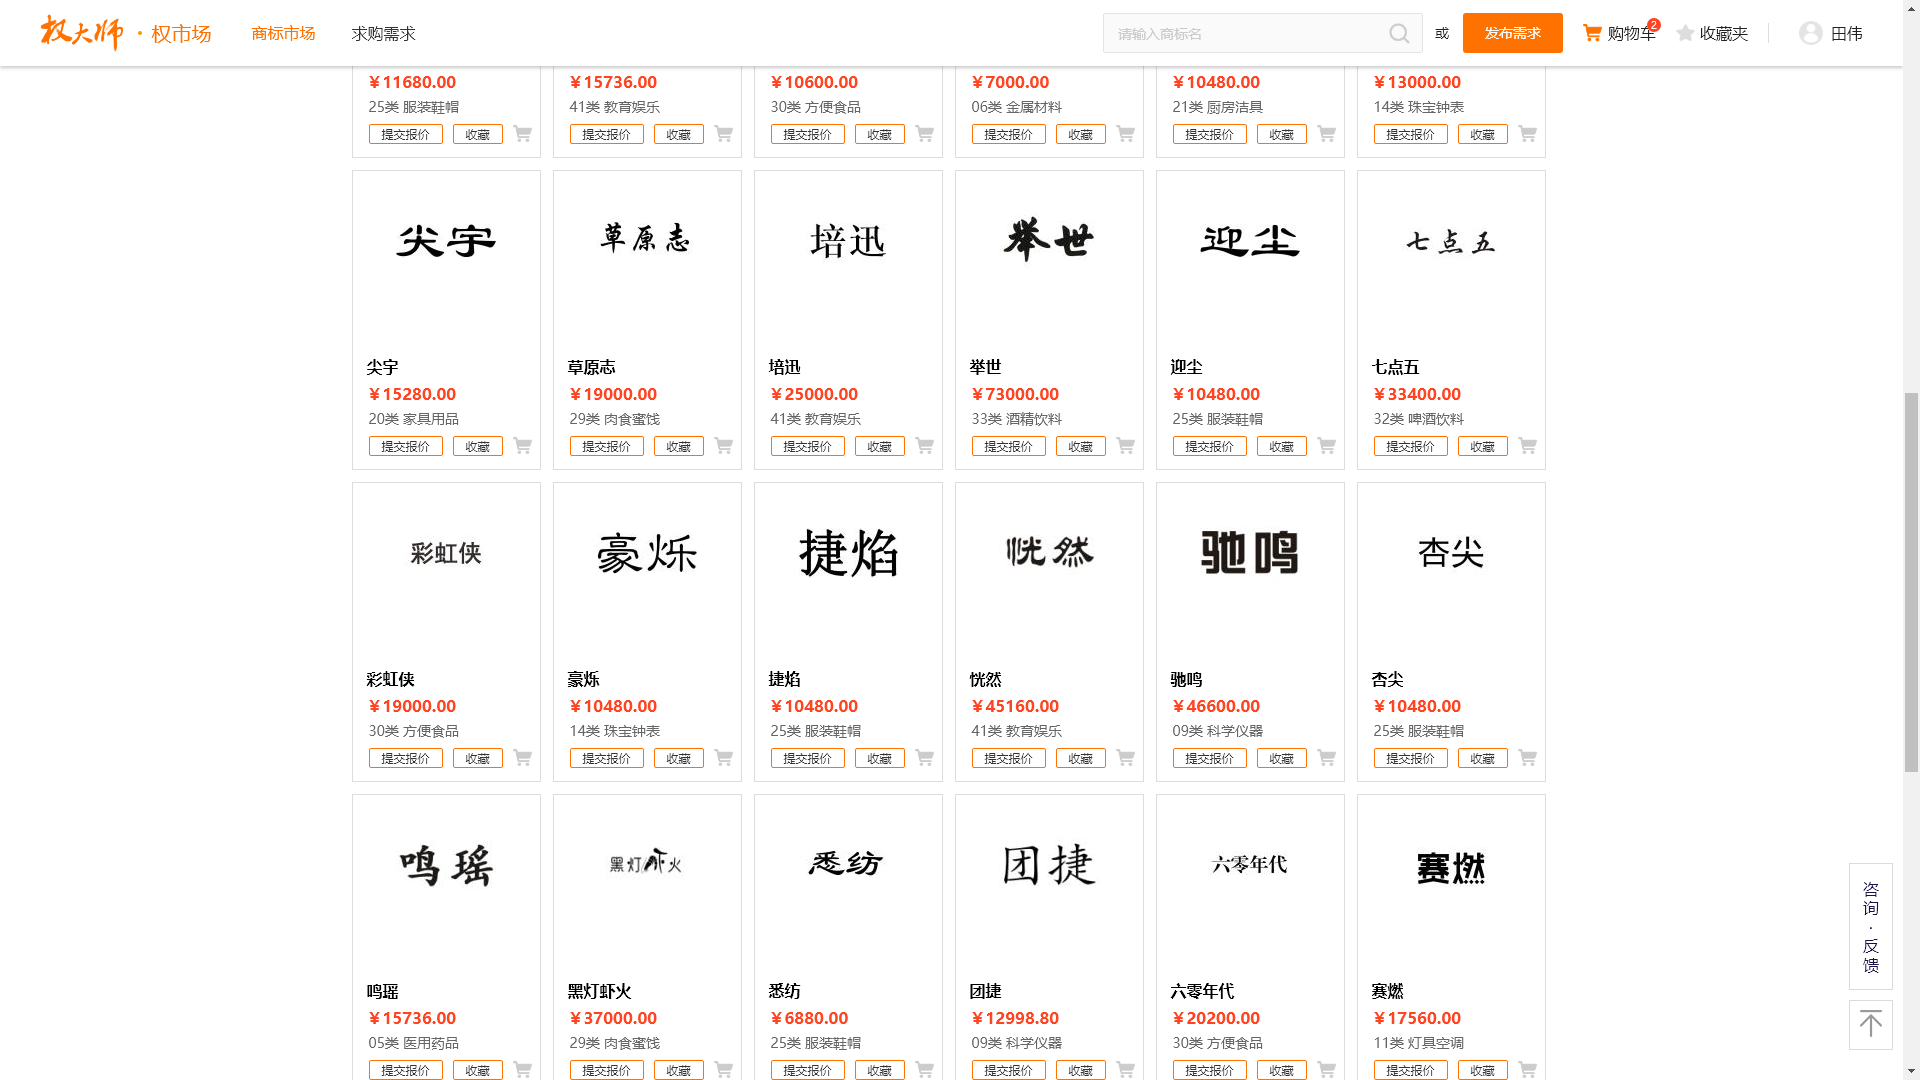 权大师·权市场 商标市场 求购需求 请输入商标名 或 发布需求 购物车 2 收藏夹 田伟
￥11680.00 ￥15736.00 ￥10600.00 ￥7000.00 ￥10480.00 ￥13000.00
25类 服装鞋帽 41类 教育娱乐 30类 方便食品 06类 金属材料 21类 厨房洁具 14类 珠宝钟表
提交报价 收藏 提交报价 收藏 提交报价 收藏 提交报价 收藏 提交报价 收藏 提交报价 收藏
尖宇 草原志 培迅 举世 迎尘 七点五
尖宇 草原志 培迅 举世 迎尘 七点五
￥15280.00 ￥19000.00 ￥25000.00 ￥73000.00 ￥10480.00 ￥33400.00
20类 家具用品 29类 肉食蜜饯 41类 教育娱乐 33类 酒精饮料 25类 服装鞋帽 32类 啤酒饮料
提交报价 收藏 提交报价 收藏 提交报价 收藏 提交报价 收藏 提交报价 收藏 提交报价 收藏
彩虹侠 豪烁 捷焰 恍然 驰鸣 杏尖
彩虹侠 豪烁 捷焰 恍然 驰鸣 杏尖
￥19000.00 ￥10480.00 ￥10480.00 ￥45160.00 ￥46600.00 ￥10480.00
30类 方便食品 14类 珠宝钟表 25类 服装鞋帽 41类 教育娱乐 09类 科学仪器 25类 服装鞋帽
提交报价 收藏 提交报价 收藏 提交报价 收藏 提交报价 收藏 提交报价 收藏 提交报价 收藏
鸣瑶 黑灯虾火 悉纺 团捷 六零年代 赛燃
鸣瑶 黑灯虾火 悉纺 团捷 六零年代 赛燃
￥15736.00 ￥37000.00 ￥6880.00 ￥12998.80 ￥20200.00 ￥17560.00
05类 医用药品 29类 肉食蜜饯 25类 服装鞋帽 09类 科学仪器 30类 方便食品 11类 灯具空调
提交报价 收藏 提交报价 收藏 提交报价 收藏 提交报价 收藏 提交报价 收藏 提交报价 收藏
咨
询
·
反
馈